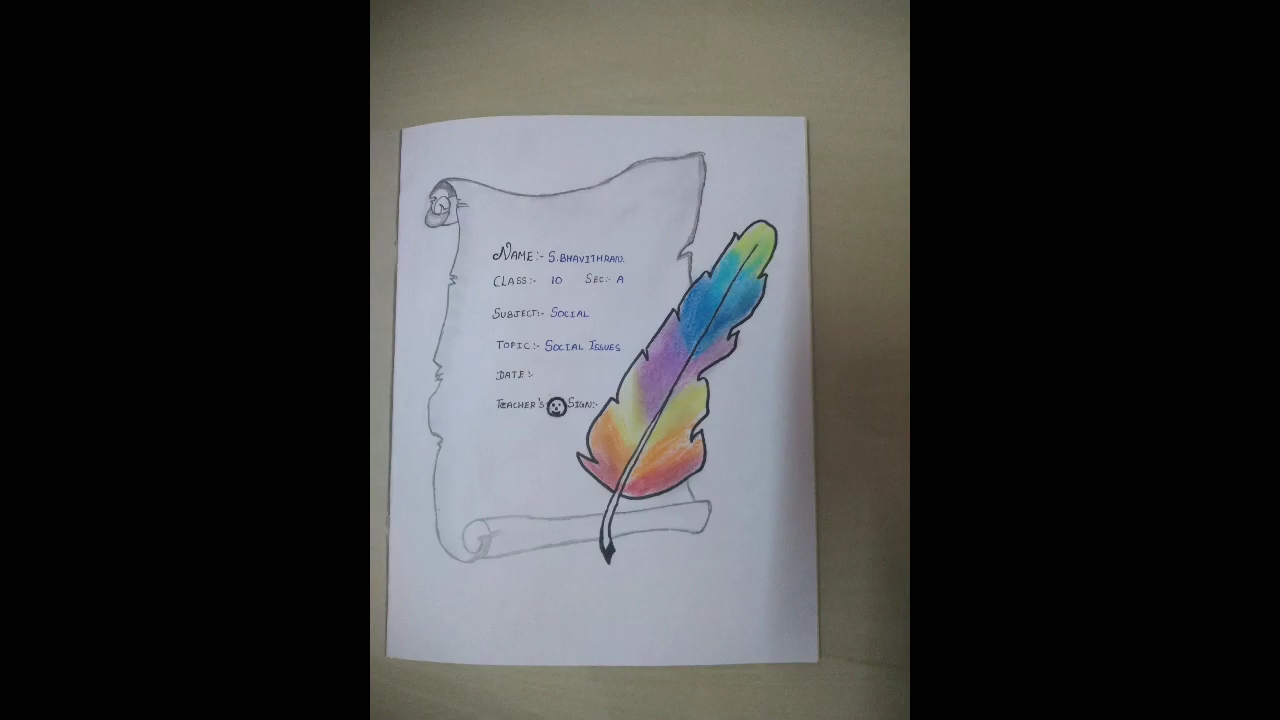 NAME:- S.BHAVITHRAN.
CLASS:- 10 SEC:- A
SUBJECT:- SOCIAL
TOPIC:- SOCIAL ISSUES
DATE:-
TEACHER'S SIGN:-